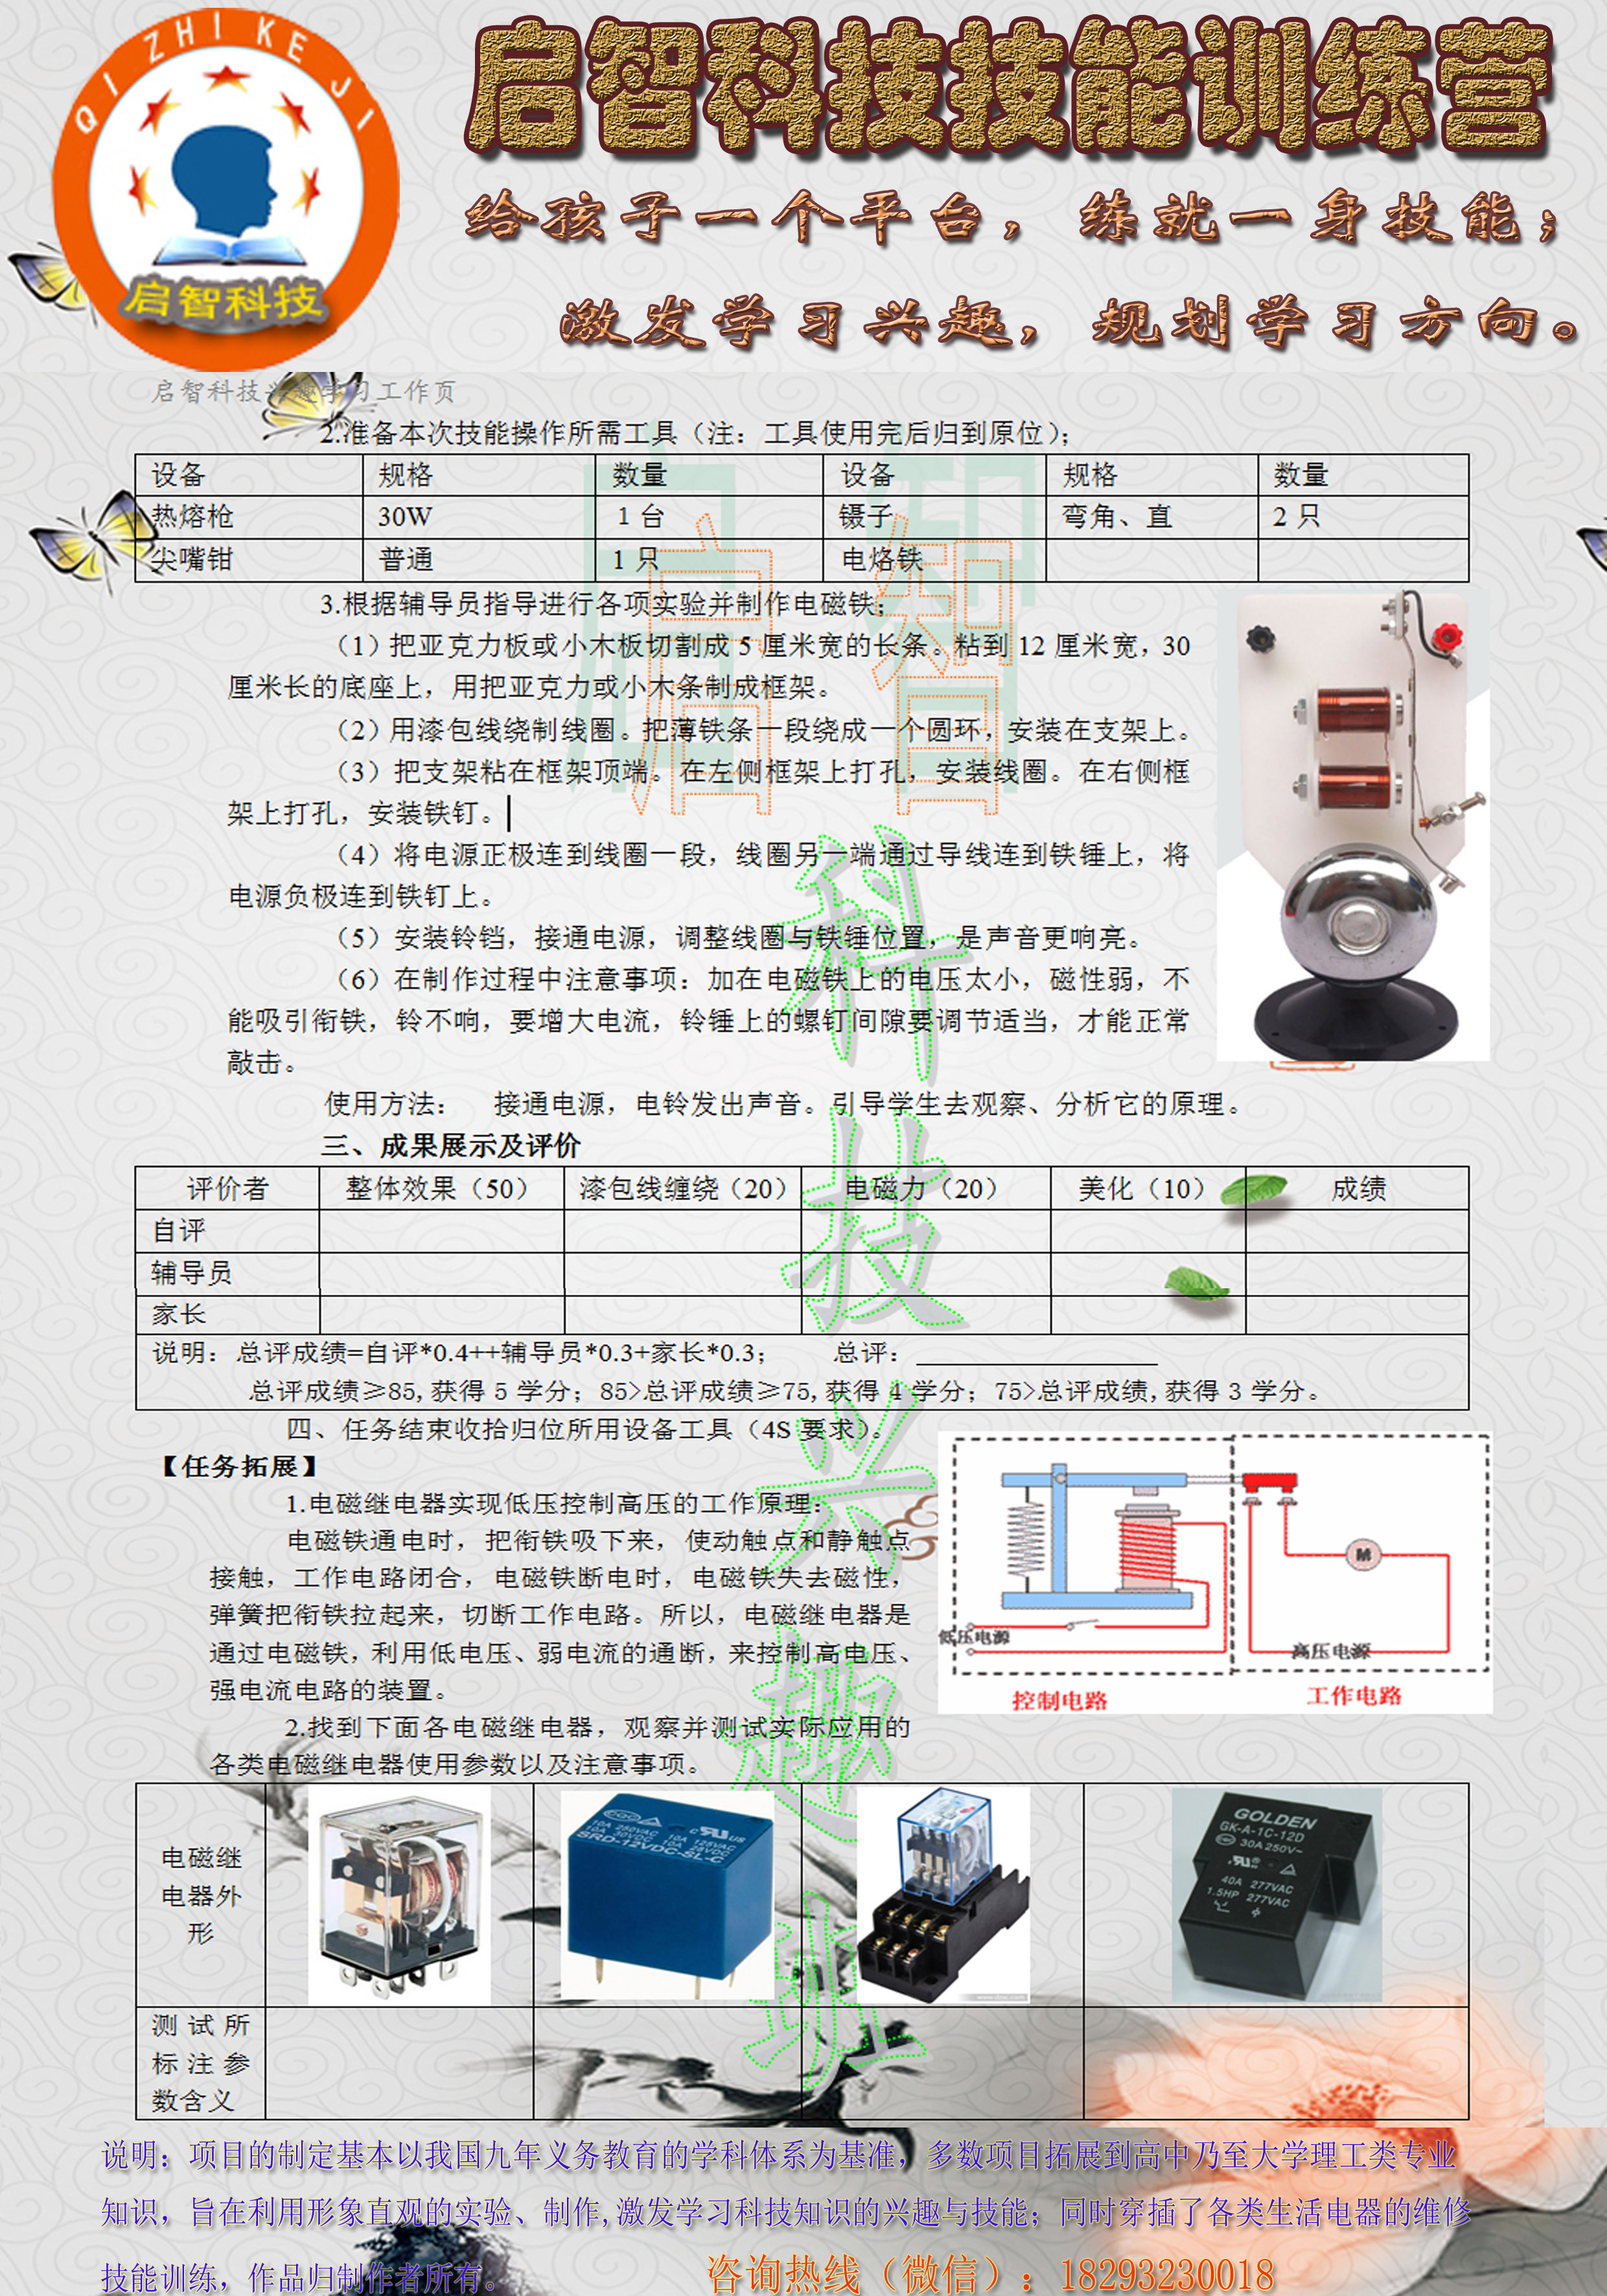 QI ZHI KE JI
启智科技
启智科技技能训练营
给孩子一个平台，练就一身技能；
激发学习兴趣，规划学习方向。
启智科技兴趣学习工作页
2.准备本次技能操作所需工具（注：工具使用完后归到原位）；
设备 规格 数量 设备 规格 数量
热熔枪 30W 1 台 镊子 弯角、直 2 只
尖嘴钳 普通 1 只 电烙铁
3.根据辅导员指导进行各项实验并制作电磁铁；
（1）把亚克力板或小木板切割成 5 厘米宽的长条。粘到 12 厘米宽，30
厘米长的底座上，用把亚克力或小木条制成框架。
（2）用漆包线绕制线圈。把薄铁条一段绕成一个圆环，安装在支架上。
（3）把支架粘在框架顶端。在左侧框架上打孔，安装线圈。在右侧框
架上打孔，安装铁钉。
（4）将电源正极连到线圈一段，线圈另一端通过导线连到铁锤上，将
电源负极连到铁钉上。
（5）安装铃铛，接通电源，调整线圈与铁锤位置，是声音更响亮。
（6）在制作过程中注意事项：加在电磁铁上的电压太小，磁性弱，不
能吸引衔铁，铃不响，要增大电流，铃锤上的螺钉间隙要调节适当，才能正常
敲击。
使用方法： 接通电源，电铃发出声音。引导学生去观察、分析它的原理。
三、成果展示及评价
评价者 整体效果（50） 漆包线缠绕（20） 电磁力（20） 美化（10） 成绩
自评
辅导员
家长
说明：总评成绩=自评*0.4++辅导员*0.3+家长*0.3； 总评：
总评成绩≥85,获得 5 学分；85>总评成绩≥75,获得 4 学分；75>总评成绩,获得 3 学分。
四、任务结束收拾归位所用设备工具（4S 要求）。
【任务拓展】
1.电磁继电器实现低压控制高压的工作原理：
电磁铁通电时，把衔铁吸下来，使动触点和静触点
接触，工作电路闭合，电磁铁断电时，电磁铁失去磁性，
弹簧把衔铁拉起来，切断工作电路。所以，电磁继电器是
通过电磁铁，利用低电压、弱电流的通断，来控制高电压、
强电流电路的装置。
M
低压电源
高压电源
控制电路
工作电路
2.找到下面各电磁继电器，观察并测试实际应用的
各类电磁继电器使用参数以及注意事项。
电磁继
电器外
形
CQC
10A 250VAC 10A 125VAC
10A 30VDC 10A 28VDC
SRD-12VDC-SL-C
GOLDEN
GK-A-1C-12D
30A 250V~
40A 277VAC
1.5HP 277VAC
测试所
标注参
数含义
启智科技兴趣班
说明：项目的制定基本以我国九年义务教育的学科体系为基准，多数项目拓展到高中乃至大学理工类专业
知识，旨在利用形象直观的实验、制作,激发学习科技知识的兴趣与技能；同时穿插了各类生活电器的维修
技能训练，作品归制作者所有。
咨询热线（微信）：18293230018